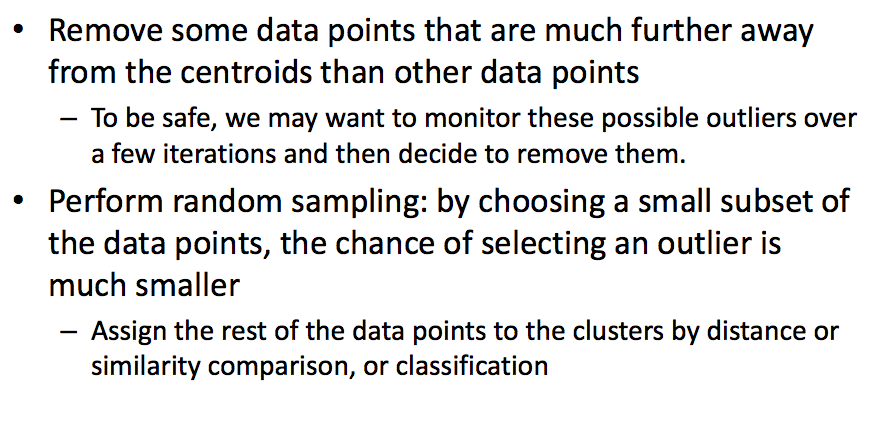 • Remove some data points that are much further away
from the centroids than other data points
– To be safe, we may want to monitor these possible outliers over
a few iterations and then decide to remove them.
• Perform random sampling: by choosing a small subset of
the data points, the chance of selecting an outlier is
much smaller
– Assign the rest of the data points to the clusters by distance or
similarity comparison, or classification